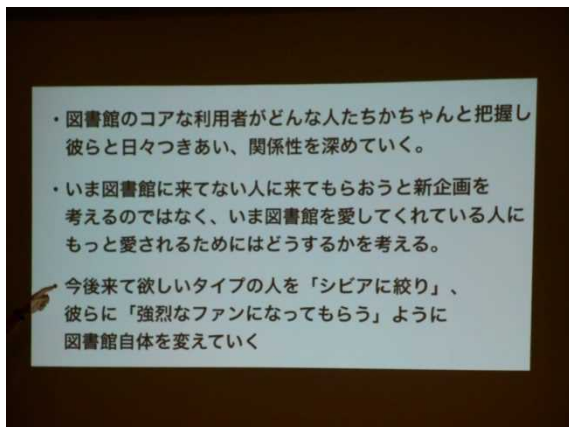 ・図書館のコアな利用者がどんな人たちかちゃんと把握し
彼らと日々つきあい、関係性を深めていく。
・いま図書館に来てない人に来てもらおうと新企画を
考えるのではなく、いま図書館を愛してくれている人に
もっと愛されるためにはどうするかを考える。
・今後来て欲しいタイプの人を「シビアに絞り」、
彼らに「強烈なファンになってもらう」ように
図書館自体を変えていく